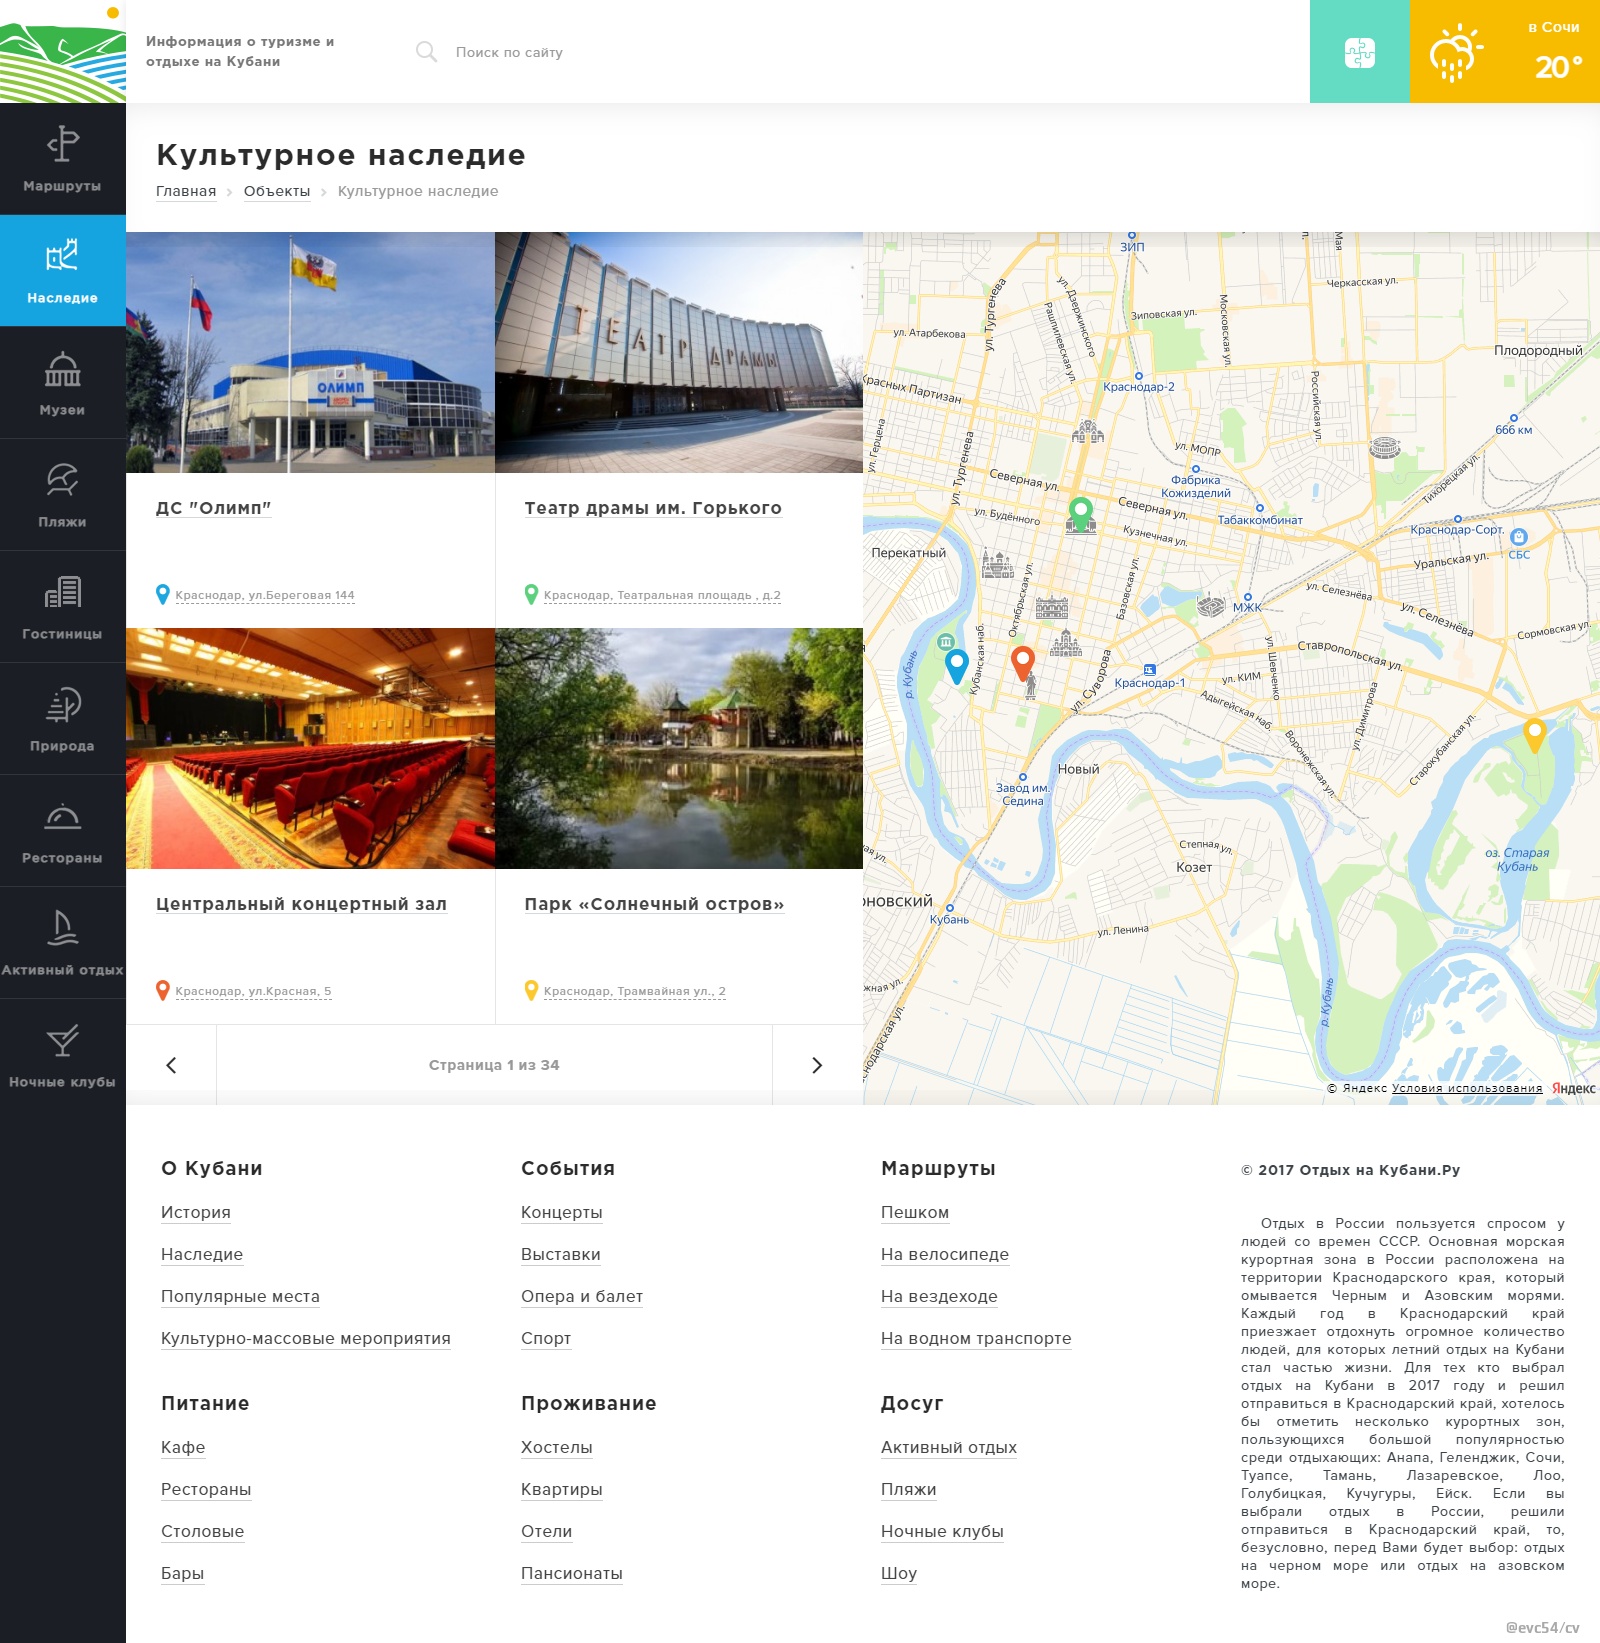 Информация о туризме и
отдыхе на Кубани
Поиск по сайту
в Сочи
20°
Маршруты
Наследие
Музеи
Пляжи
Гостиницы
Природа
Рестораны
Активный отдых
Ночные клубы
Культурное наследие
Главная
Объекты
Культурное наследие
ОЛИМП
ТЕАТР ДРАМЫ
ДС "Олимп"
Краснодар, ул.Береговая 144
Театр драмы им. Горького
Краснодар, Театральная площадь , д.2
Центральный концертный зал
Краснодар, ул.Красная, 5
Парк «Солнечный остров»
Краснодар, Трамвайная ул., 2
Страница 1 из 34
ЗИП
Мая
Черкасская ул.
ул. Тургенева
ул. Дзержинского
Рашпилевская ул.
Зиповская ул.
Московская ул.
ул. Атарбекова
Плодородный
Красных Партизан
Краснодар-2
Российская ул.
666 км
ул. Герцена
ул. Тургенева
ул. МОПР
Фабрика
Кожизделий
Тихорецкая ул.
Северная ул.
Северная ул.
ул. Будённого
Табаккомбинат
Краснодар-Сорт.
Кузнечная ул.
СБС
Перекатный
Уральская ул.
Октябрьская ул.
Базовская ул.
МЖК
ул. Селезнёва
ул. Селезнёва
Сормовская ул.
Кубанская наб.
р. Кубань
ул. Суворова
Краснодар-1
ул. Шевченко
Ставропольская ул.
ул. КИМ
Адыгейская наб.
ул. Димитрова
Воронежская ул.
Старокубанская ул.
Новый
Завод им.
Седина
Степная ул.
Козет
оз. Старая
Кубань
ая ул.
оновский
Кубань
ул. Ленина
жная ул.
снодарская ул.
р. Кубань
© Яндекс Условия использования Яндекс
О Кубани
История
Наследие
Популярные места
Культурно-массовые мероприятия
События
Концерты
Выставки
Опера и балет
Спорт
Маршруты
Пешком
На велосипеде
На вездеходе
На водном транспорте
Питание
Кафе
Рестораны
Столовые
Бары
Проживание
Хостелы
Квартиры
Отели
Пансионаты
Досуг
Активный отдых
Пляжи
Ночные клубы
Шоу
© 2017 Отдых на Кубани.Ру
Отдых в России пользуется спросом у
людей со времен СССР. Основная морская
курортная зона в России расположена на
территории Краснодарского края, который
омывается Черным и Азовским морями.
Каждый год в Краснодарский край
приезжает отдохнуть огромное количество
людей, для которых летний отдых на Кубани
стал частью жизни. Для тех кто выбрал
отдых на Кубани в 2017 году и решил
отправиться в Краснодарский край, хотелось
бы отметить несколько курортных зон,
пользующихся большой популярностью
среди отдыхающих: Анапа, Геленджик, Сочи,
Туапсе, Тамань, Лазаревское, Лоо,
Голубицкая, Кучугуры, Ейск. Если вы
выбрали отдых в России, решили
отправиться в Краснодарский край, то,
безусловно, перед Вами будет выбор: отдых
на черном море или отдых на азовском
море.
@evc54/cv